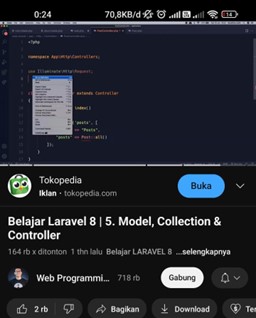 0:24
70,8KB/d
14
<?php
namespace App\Http\Controllers;
use Illuminate\Http\Request;
extends Controller
index()
'posts', [
=> "Posts",
"posts" => Post::all()
]);
}
}
Tokopedia
Iklan • tokopedia.com
Buka
Belajar Laravel 8 | 5. Model, Collection &
Controller
164 rb x ditonton 1 thn lalu Belajar LARAVEL 8 ...selengkapnya
Web Programmi... 718 rb
Gabung
2 rb
Bagikan
Download
Ter